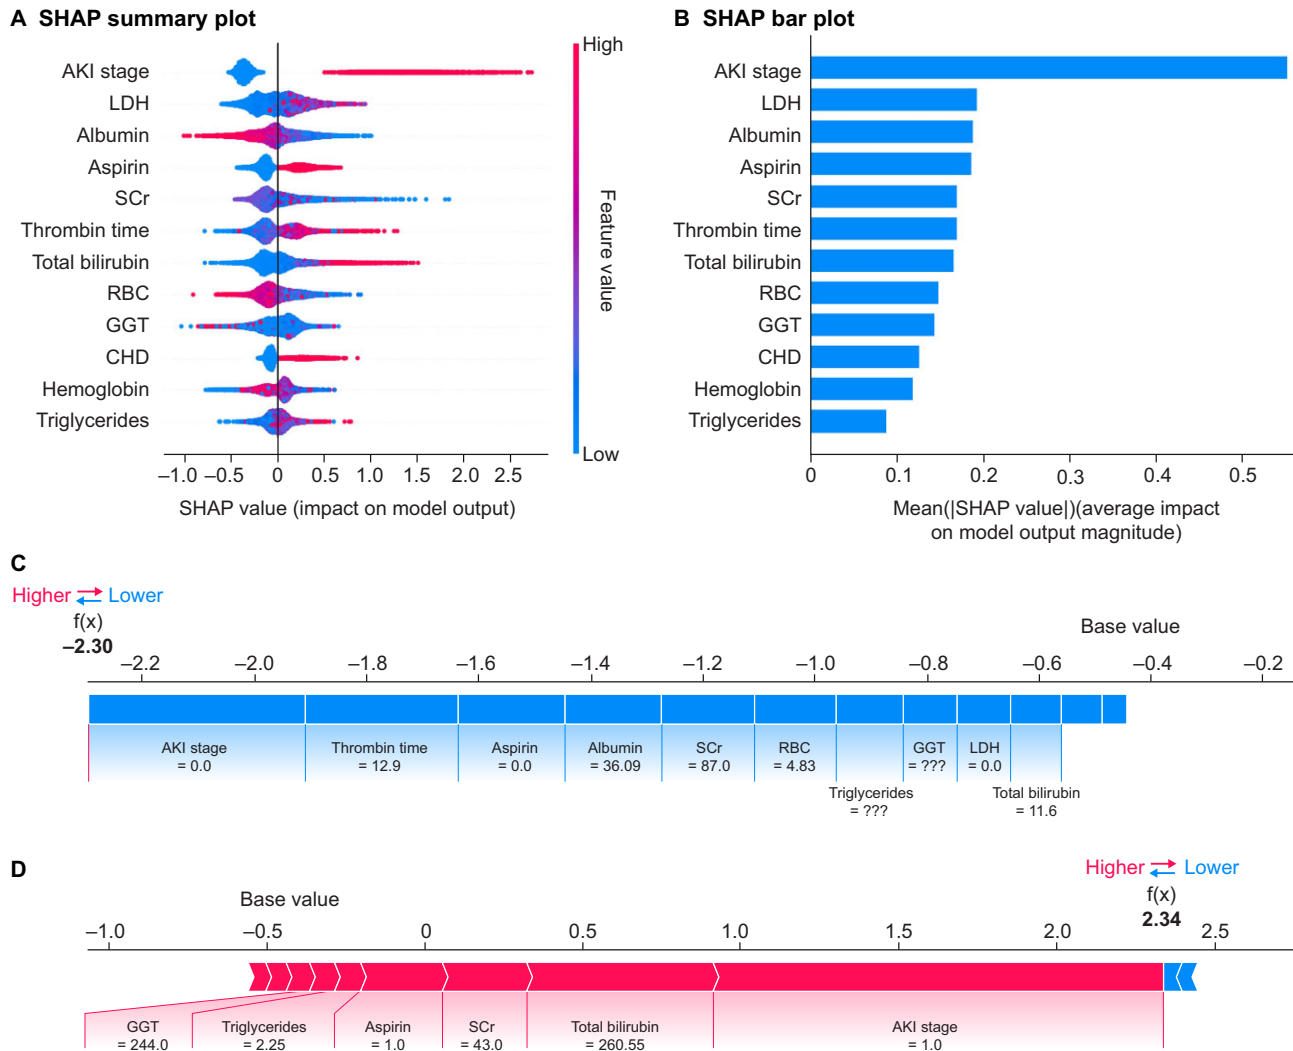 A SHAP summary plot
High
AKI stage
LDH
Albumin
Aspirin
SCr
Thrombin time
Total bilirubin
RBC
GGT
CHD
Hemoglobin
Triglycerides
Feature value
Low
–1.0 –0.5 0 0.5 1.0 1.5 2.0 2.5
SHAP value (impact on model output)
B SHAP bar plot
AKI stage
LDH
Albumin
Aspirin
SCr
Thrombin time
Total bilirubin
RBC
GGT
CHD
Hemoglobin
Triglycerides
0 0.1 0.2 0.3 0.4 0.5
Mean(|SHAP value|)(average impact
on model output magnitude)
C
Higher Lower
f(x)
–2.30
Base value
–2.2 –2.0 –1.8 –1.6 –1.4 –1.2 –1.0 –0.8 –0.6 –0.4 –0.2
AKI stage
= 0.0
Thrombin time
= 12.9
Aspirin
= 0.0
Albumin
= 36.09
SCr
= 87.0
RBC
= 4.83
Triglycerides
= ???
GGT
= ???
LDH
= 0.0
Total bilirubin
= 11.6
D
Higher Lower
f(x)
2.34
Base value
–1.0 –0.5 0 0.5 1.0 1.5 2.0 2.5
GGT
= 244.0
Triglycerides
= 2.25
Aspirin
= 1.0
SCr
= 43.0
Total bilirubin
= 260.55
AKI stage
= 1.0